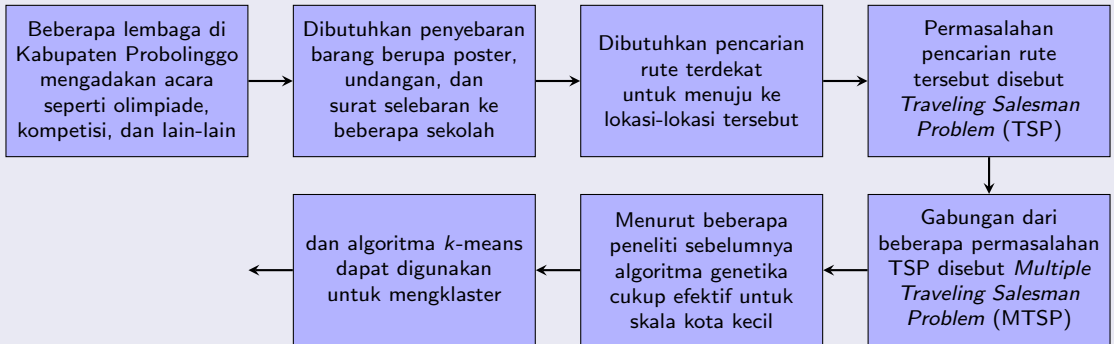 Beberapa lembaga di
Kabupaten Probolinggo
mengadakan acara
seperti olimpiade,
kompetisi, dan lain-lain
Dibutuhkan penyebaran
barang berupa poster,
undangan, dan
surat selebaran ke
beberapa sekolah
Dibutuhkan pencarian
rute terdekat
untuk menuju ke
lokasi-lokasi tersebut
Permasalahan
pencarian rute
tersebut disebut
Traveling Salesman
Problem (TSP)
Gabungan dari
beberapa permasalahan
TSP disebut Multiple
Traveling Salesman
Problem (MTSP)
Menurut beberapa
peneliti sebelumnya
algoritma genetika
cukup efektif untuk
skala kota kecil
dan algoritma k-means
dapat digunakan
untuk mengklaster